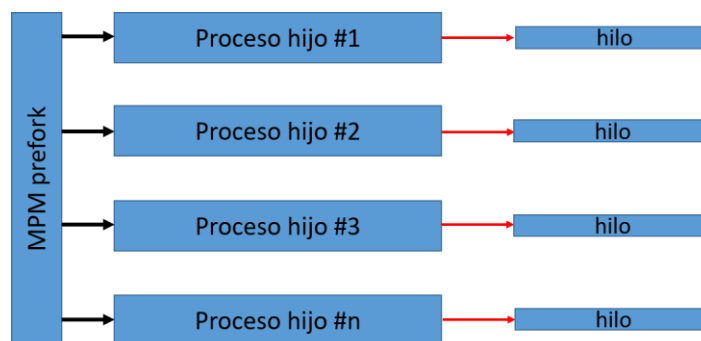 MPM prefork
Proceso hijo #1
hilo
Proceso hijo #2
hilo
Proceso hijo #3
hilo
Proceso hijo #n
hilo